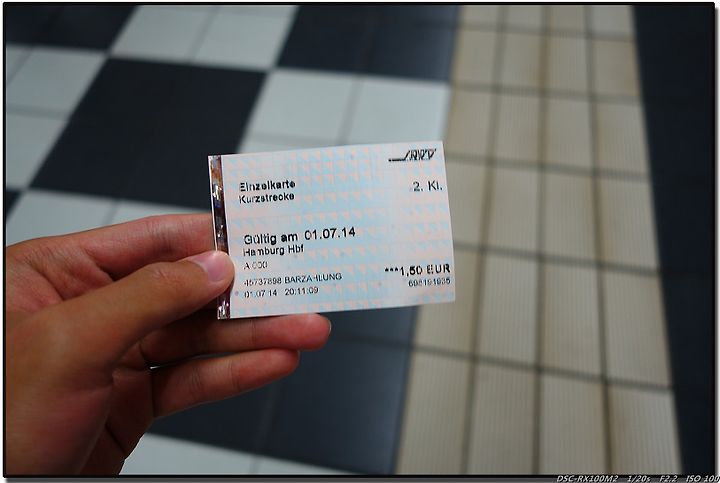 HVV
Einzelkarte
2. Kl.
Kurzstrecke
Gültig am 01.07.14
Hamburg Hbf
A 000
***1,50 EUR
45737898 BARZAHLUNG
698191935
01.07.14 20:11:09
DSC-RX100M2 1/20s F2.2 ISO 100